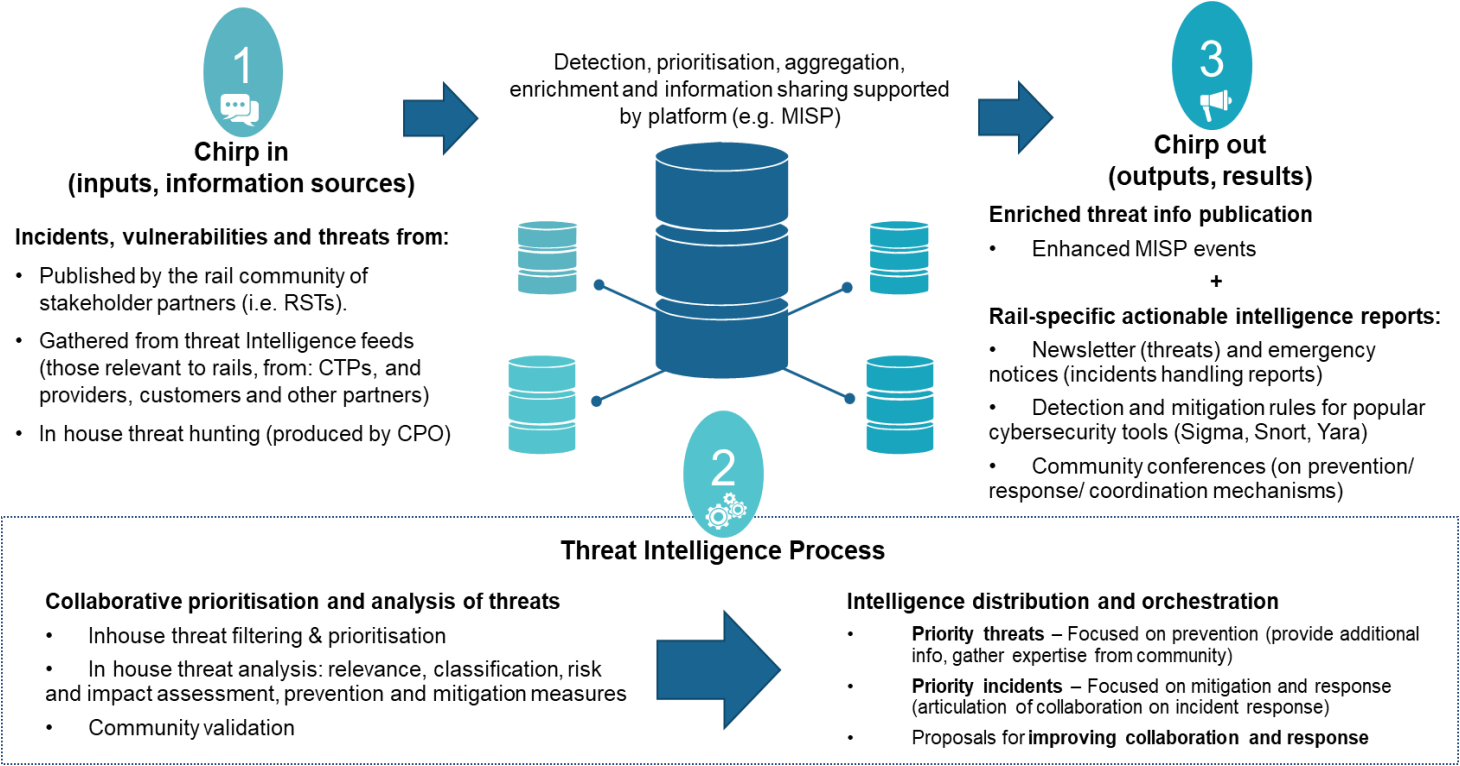 1
Chirp in
(inputs, information sources)
Incidents, vulnerabilities and threats from:
• Published by the rail community of
stakeholder partners (i.e. RSTs).
• Gathered from threat Intelligence feeds
(those relevant to rails, from: CTPs, and
providers, customers and other partners)
• In house threat hunting (produced by CPO)
Detection, prioritisation, aggregation,
enrichment and information sharing supported
by platform (e.g. MISP)
3
Chirp out
(outputs, results)
Enriched threat info publication
• Enhanced MISP events
+
Rail-specific actionable intelligence reports:
• Newsletter (threats) and emergency
notices (incidents handling reports)
• Detection and mitigation rules for popular
cybersecurity tools (Sigma, Snort, Yara)
• Community conferences (on prevention/
response/ coordination mechanisms)
2
Threat Intelligence Process
Collaborative prioritisation and analysis of threats
• Inhouse threat filtering & prioritisation
• In house threat analysis: relevance, classification, risk
and impact assessment, prevention and mitigation measures
• Community validation
Intelligence distribution and orchestration
• Priority threats – Focused on prevention (provide additional
info, gather expertise from community)
• Priority incidents – Focused on mitigation and response
(articulation of collaboration on incident response)
• Proposals for improving collaboration and response